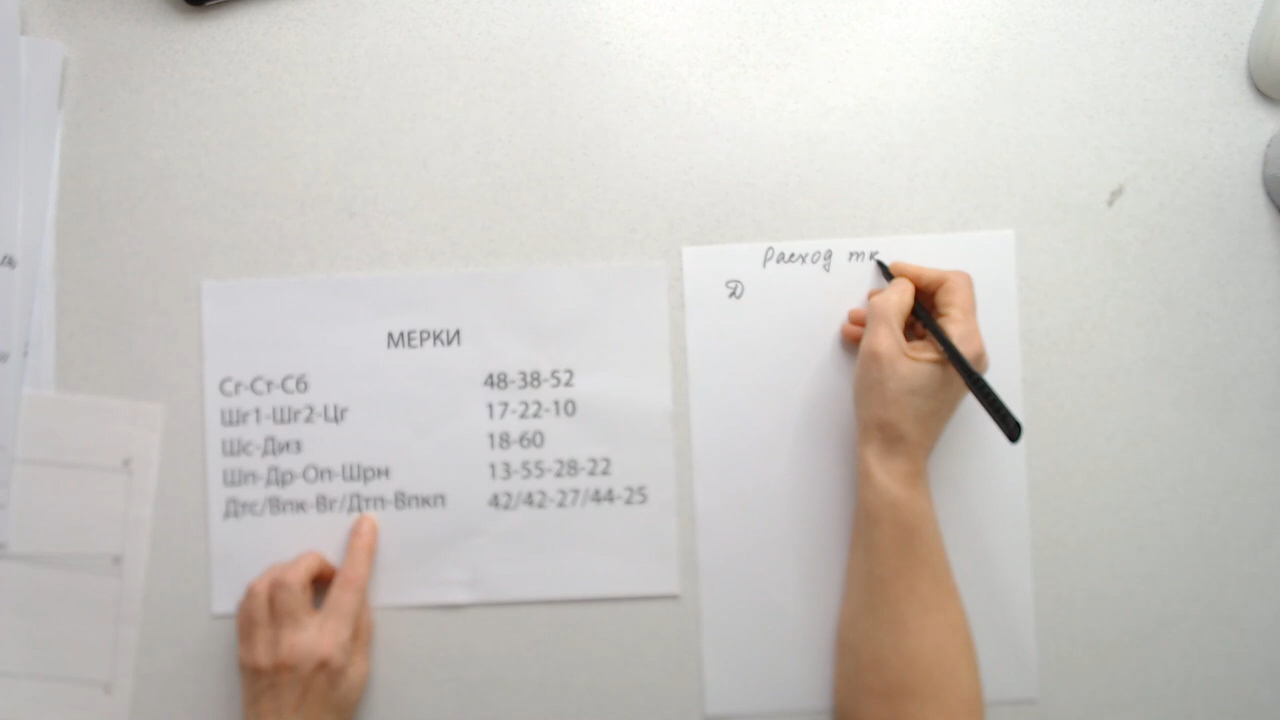 МЕРКИ
Сг-Ст-Сб 48-38-52
Шг1-Шг2-Цг 17-22-10
Шс-Диз 18-60
Шп-Др-Оп-Шрн 13-55-28-22
Дтс/Впк-Вг/Дтп-Впкп 42/42-27/44-25
Расход тк
Д